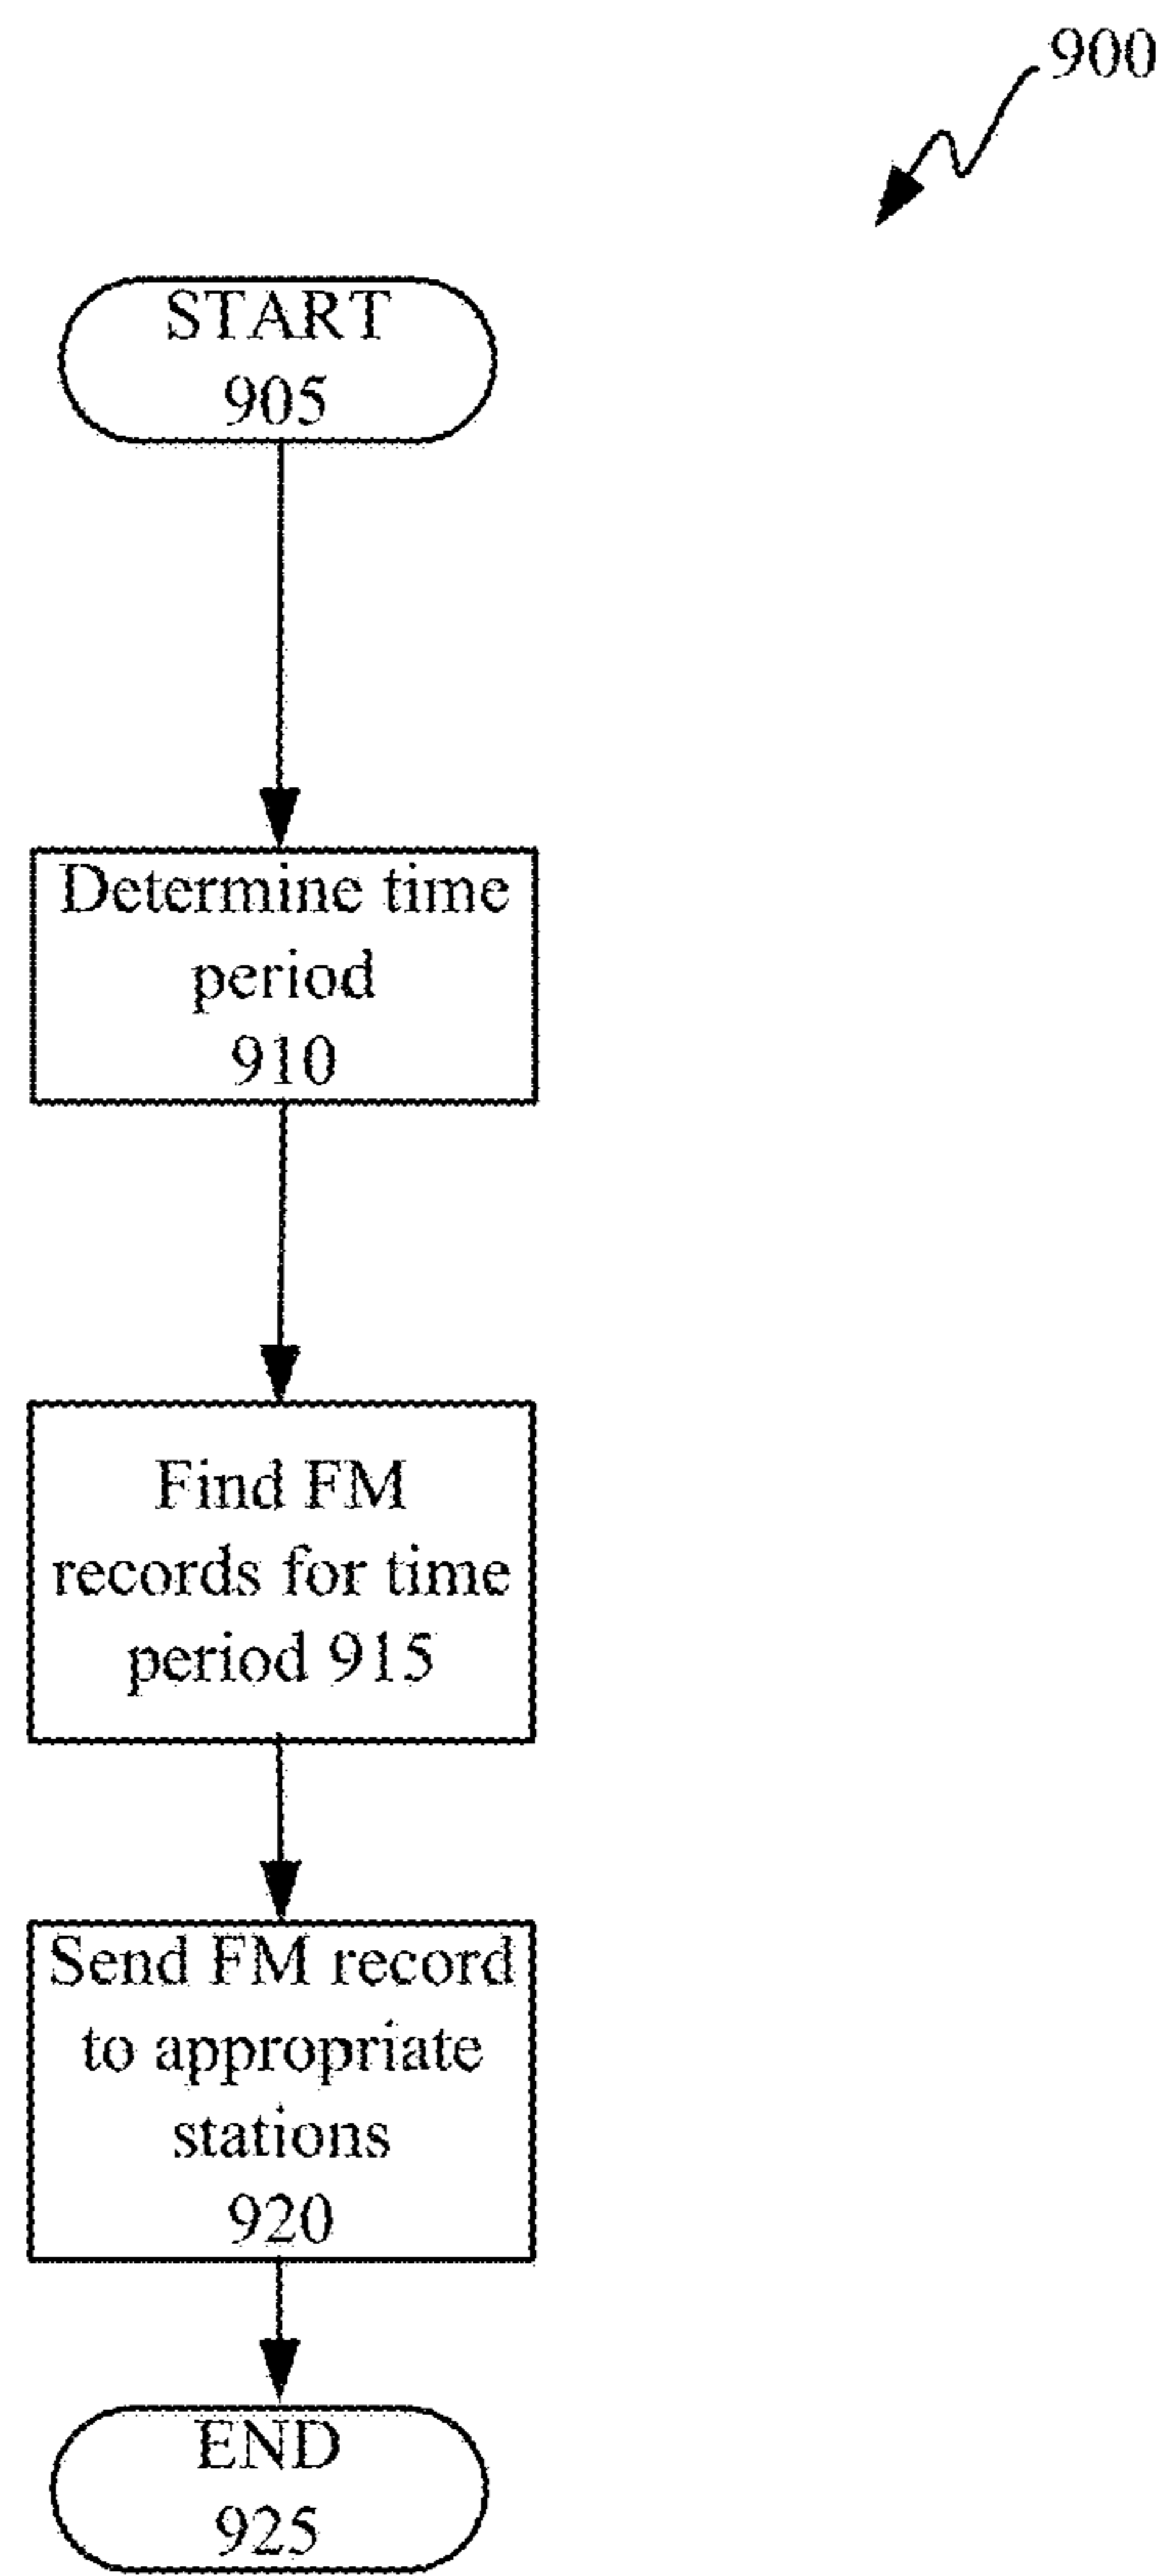 900
START
905
Determine time
period
910
Find FM
records for time
period 915
Send FM record
to appropriate
stations
920
END
925